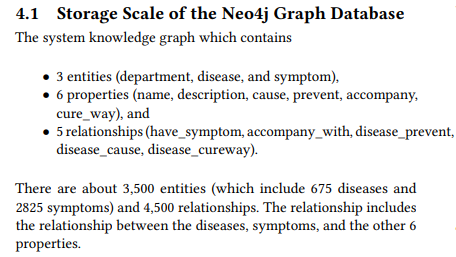 4.1 Storage Scale of the Neo4j Graph Database
The system knowledge graph which contains
• 3 entities (department, disease, and symptom),
• 6 properties (name, description, cause, prevent, accompany,
cure_way), and
• 5 relationships (have_symptom, accompany_with, disease_prevent,
disease_cause, disease_cureway).
There are about 3,500 entities (which include 675 diseases and
2825 symptoms) and 4,500 relationships. The relationship includes
the relationship between the diseases, symptoms, and the other 6
properties.